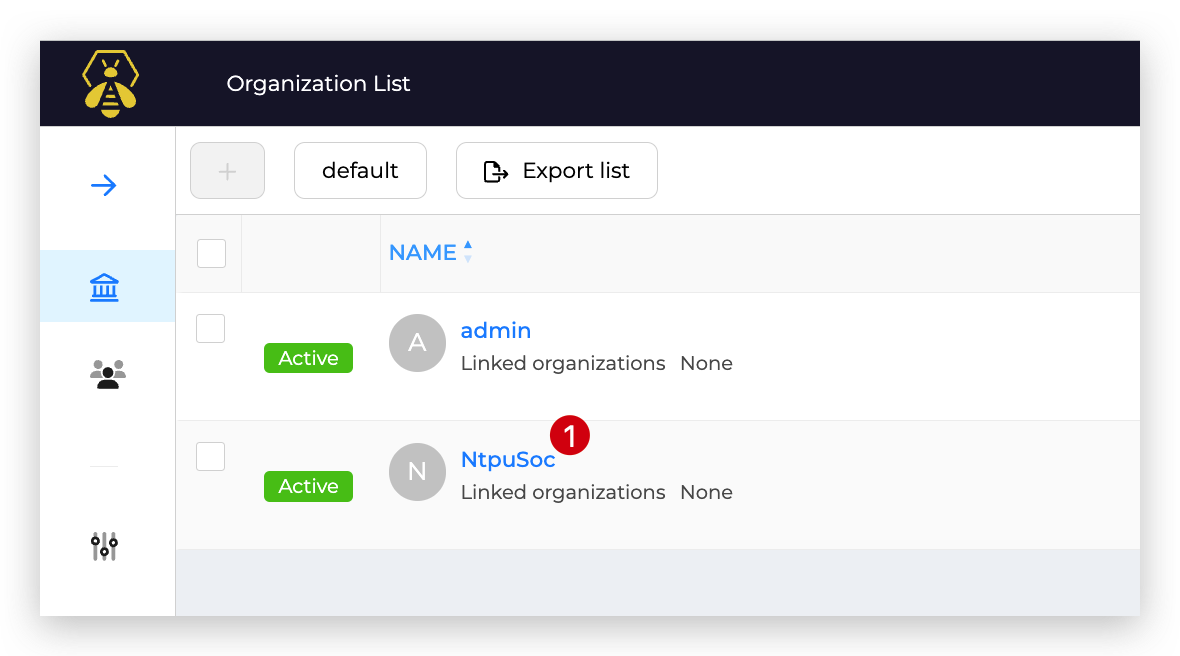 Organization List
+ default Export list
NAME
A admin
Active Linked organizations None
1
N NtpuSoc
Active Linked organizations None